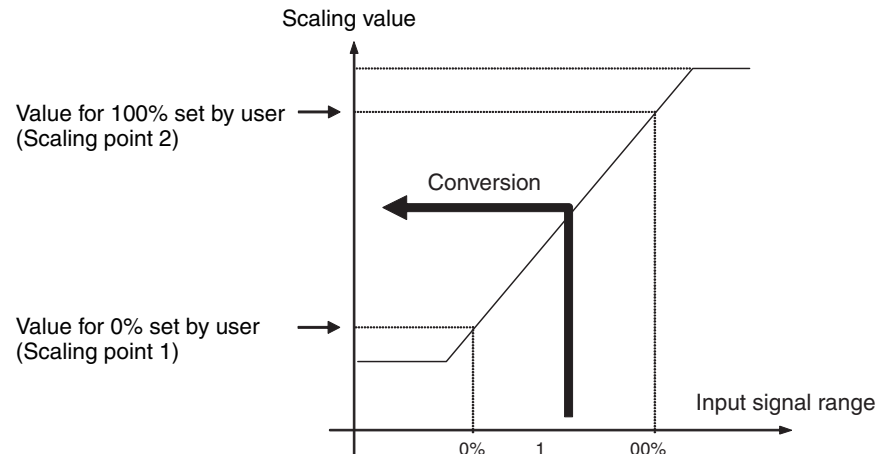 Scaling value
Value for 100% set by user
(Scaling point 2)
Conversion
Value for 0% set by user
(Scaling point 1)
Input signal range
0% 1 00%